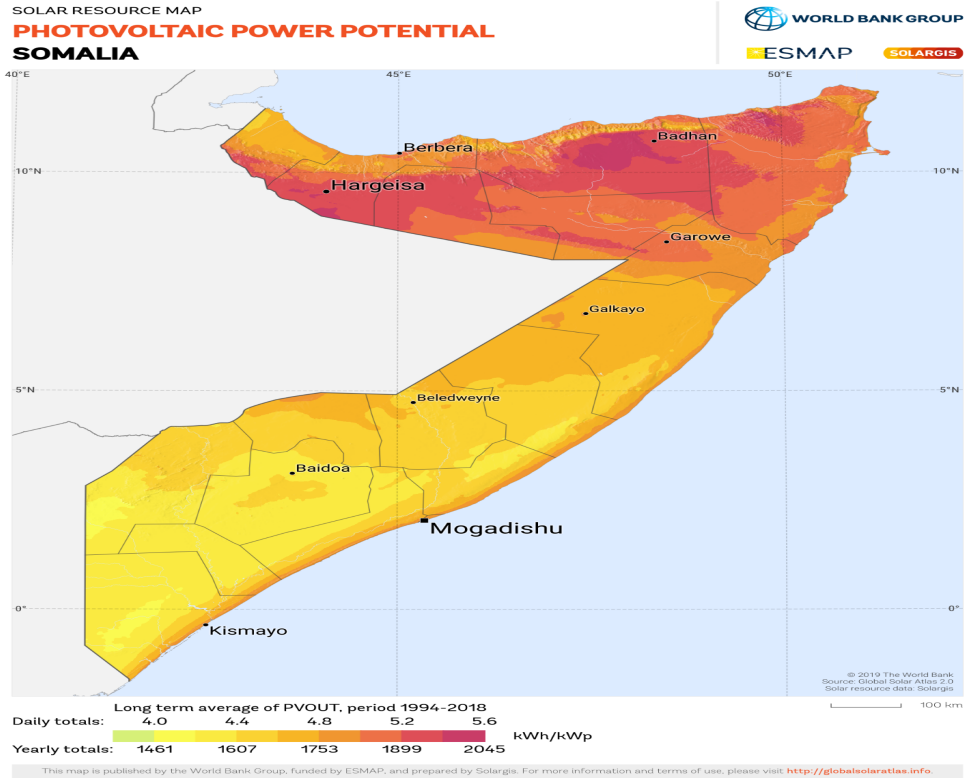 SOLAR RESOURCE MAP
PHOTOVOLTAIC POWER POTENTIAL
SOMALIA
WORLD BANK GROUP
ESMAP
SOLARGIS
40°E
45°E
50°E
Badhan
Berbera
10°N
10°N
Hargeisa
Garowe
Galkayo
5°N
5°N
Beledweyne
Baidoa
Mogadishu
0°
0°
Kismayo
© 2019 The World Bank
Source: Global Solar Atlas 2.0
Solar resource data: Solargis
100 km
Long term average of PVOUT, period 1994-2018
Daily totals: 4.0 4.4 4.8 5.2 5.6
kWh/kWp
Yearly totals: 1461 1607 1753 1899 2045
This map is published by the World Bank Group, funded by ESMAP, and prepared by Solargis. For more information and terms of use, please visit http://globalsolaratlas.info.